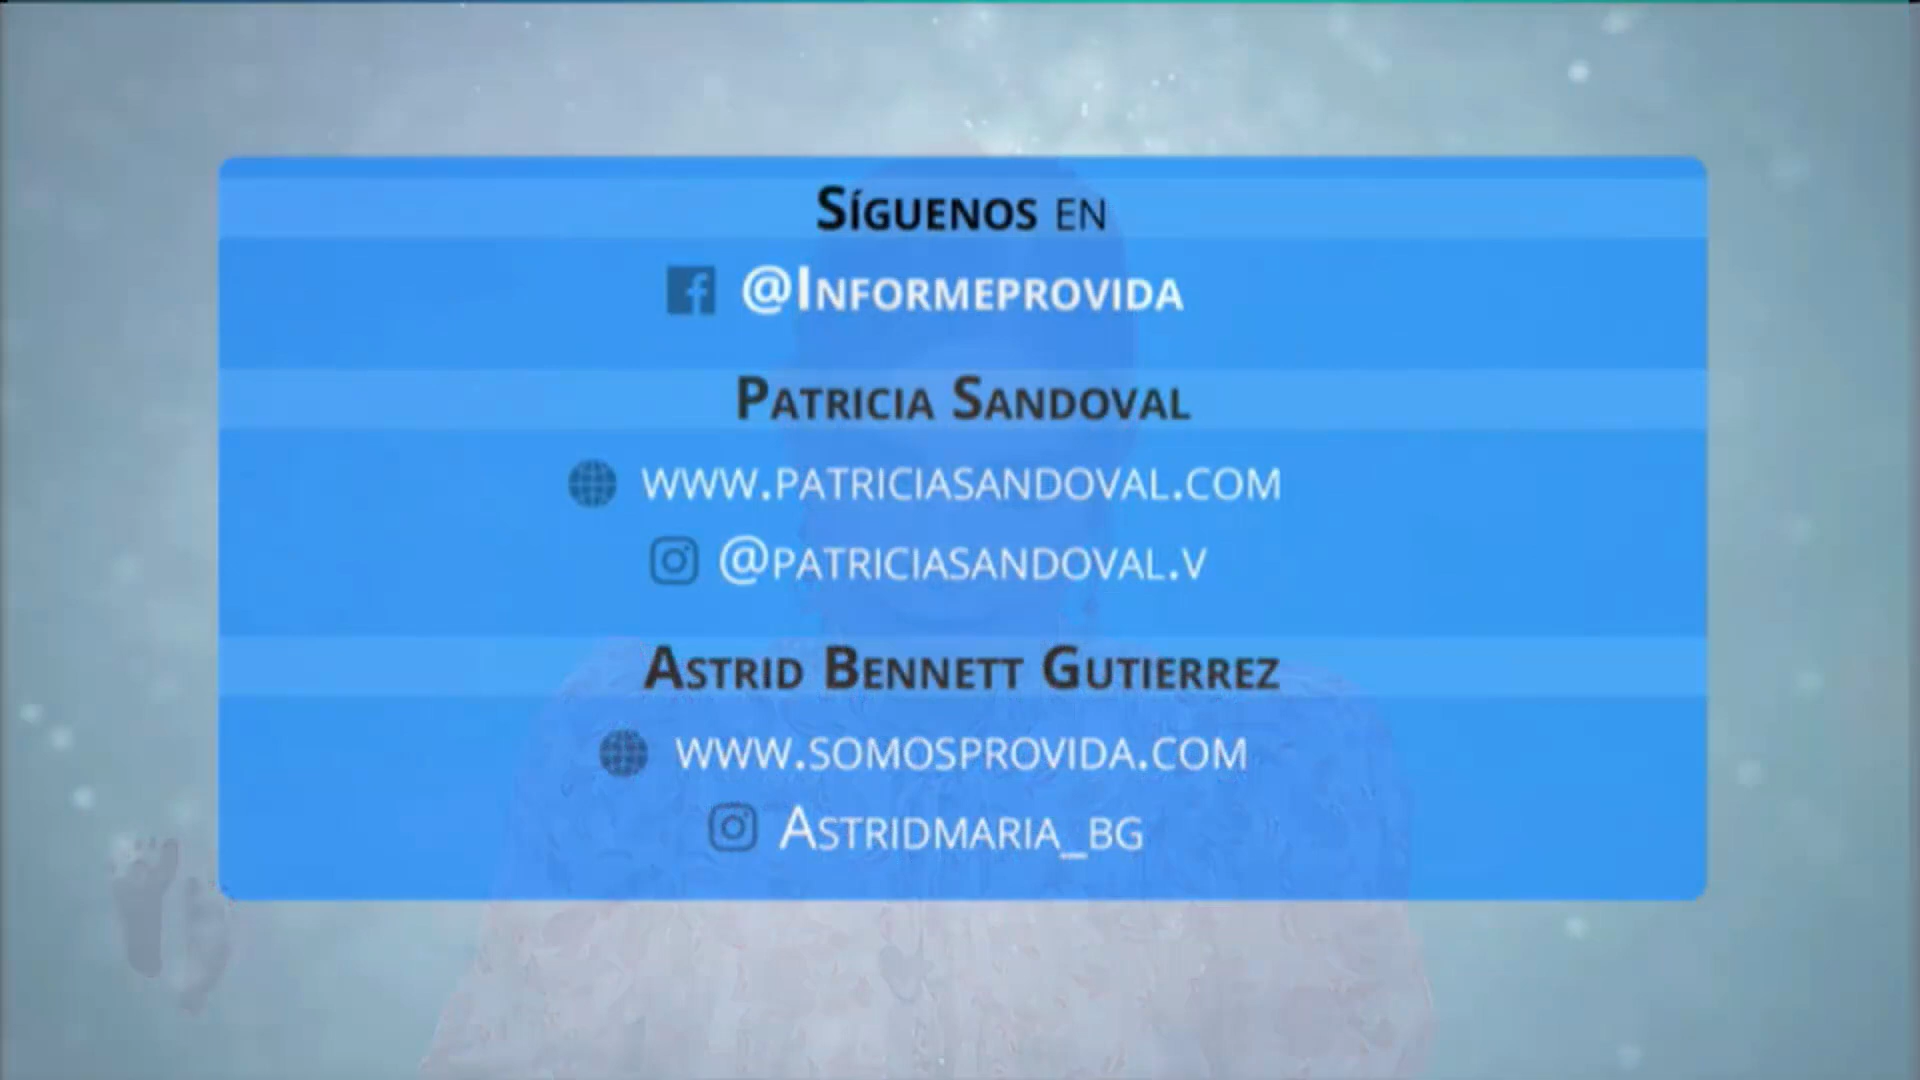 Síguenos en
@Informeprovida
Patricia Sandoval
www.patriciasandoval.com
@patriciasandoval.v
Astrid Bennett Gutierrez
www.somosprovida.com
Astridmaria_bg